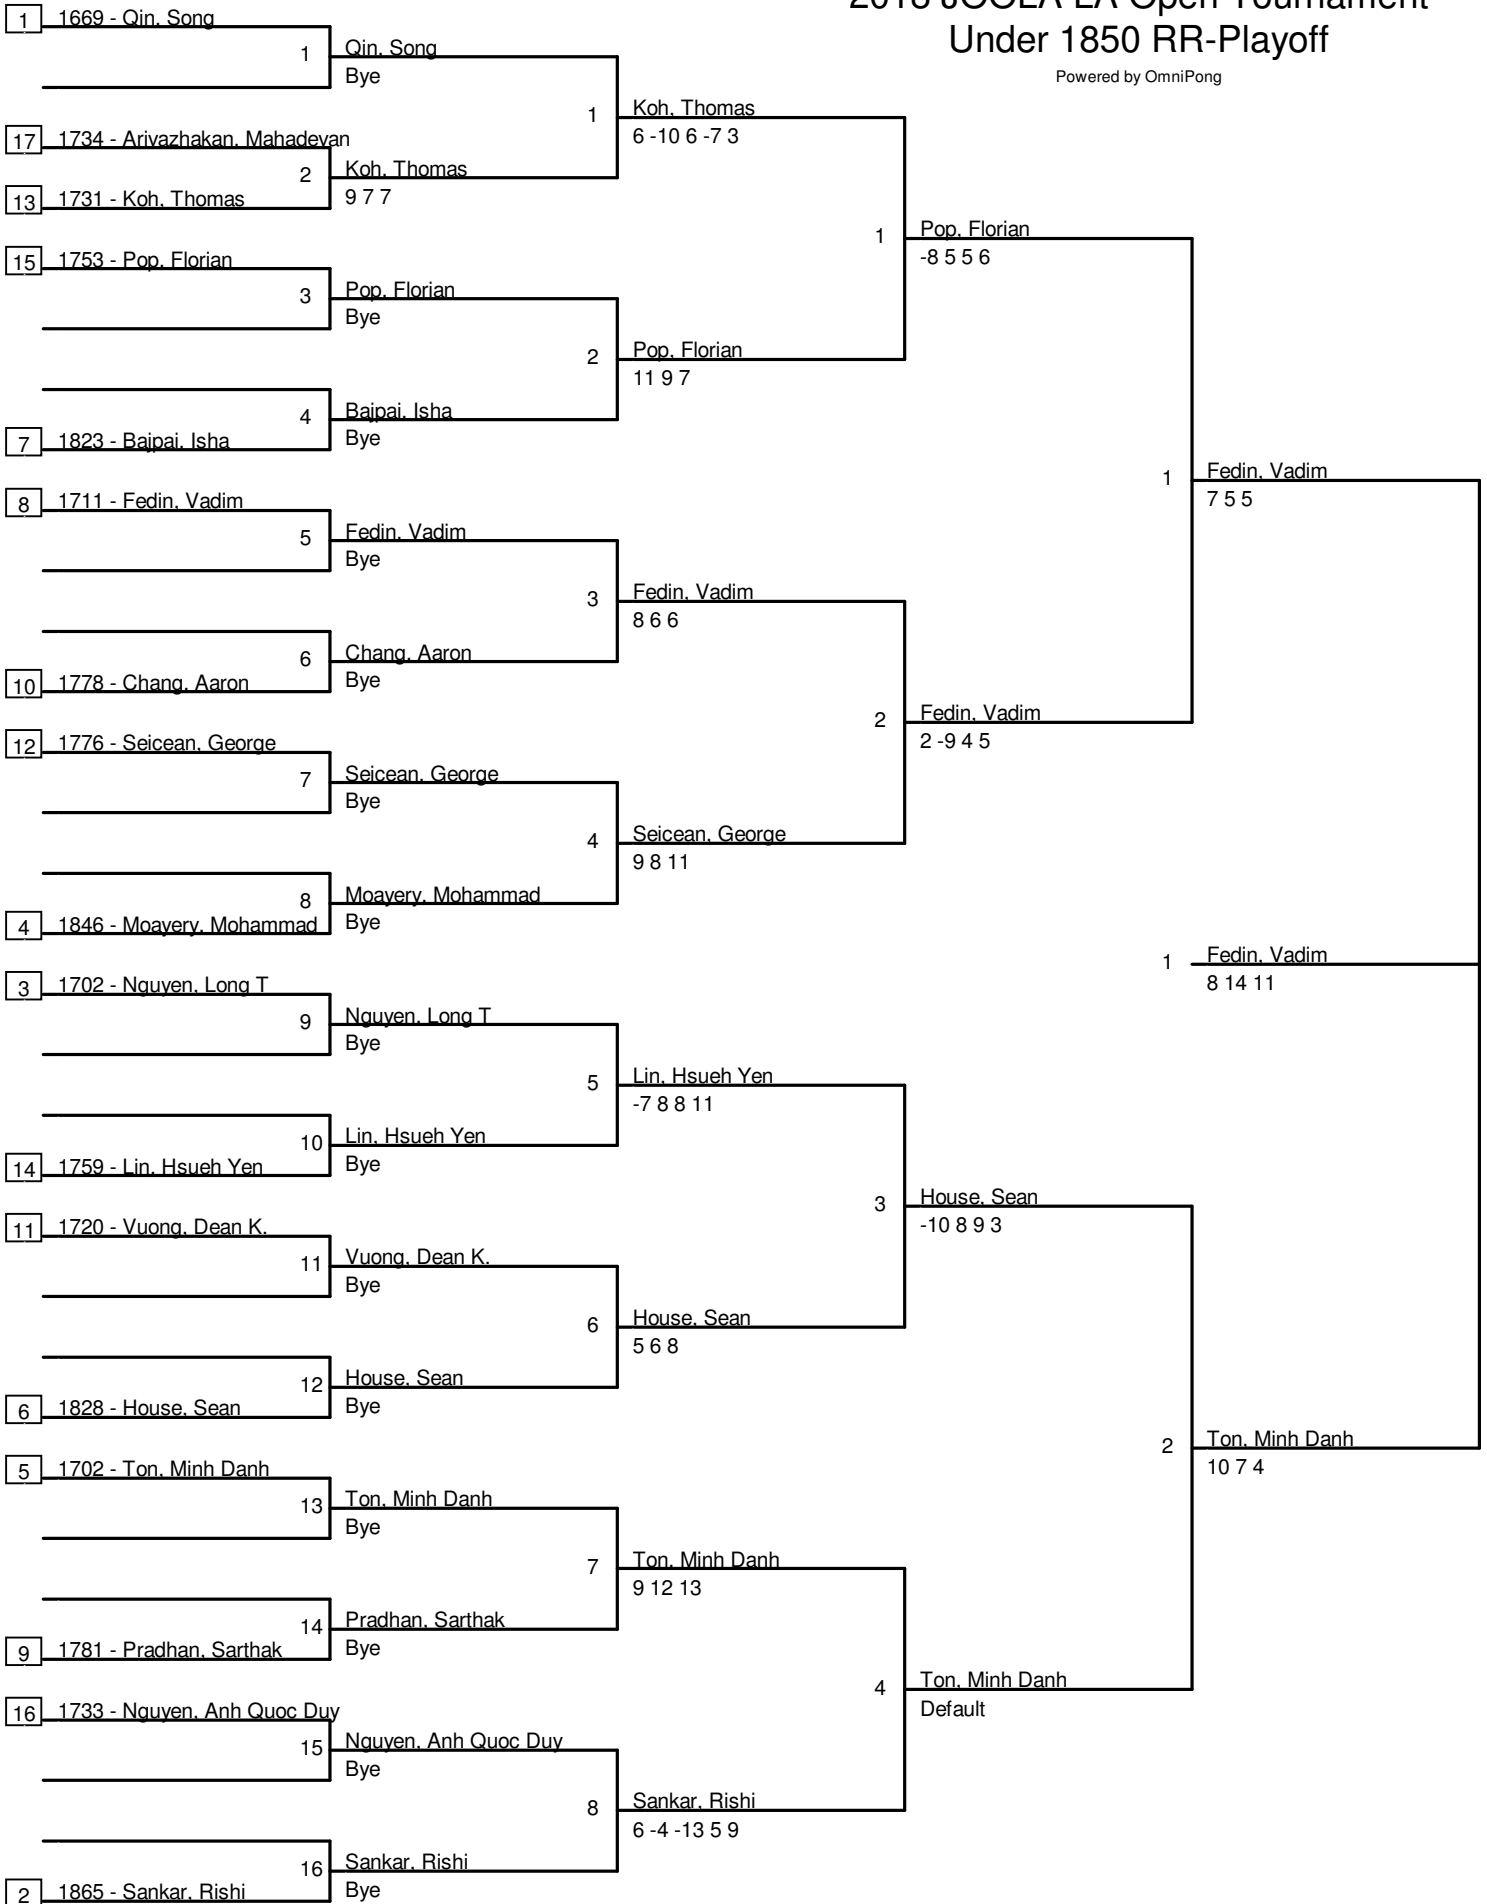 2018 JOOLA LA Open Tournament
Under 1850 RR-Playoff
Powered by OmniPong
1 1669 - Qin, Song
1 Qin, Song
Bye
1 Koh, Thomas
6 -10 6 -7 3
17 1734 - Arivazhakan, Mahadevan
2 Koh, Thomas
9 7 7
13 1731 - Koh, Thomas
1 Pop, Florian
-8 5 5 6
15 1753 - Pop, Florian
3 Pop, Florian
Bye
2 Pop, Florian
11 9 7
4 Bajpai, Isha
Bye
7 1823 - Bajpai, Isha
1 Fedin, Vadim
7 5 5
8 1711 - Fedin, Vadim
5 Fedin, Vadim
Bye
3 Fedin, Vadim
8 6 6
6 Chang, Aaron
Bye
10 1778 - Chang, Aaron
2 Fedin, Vadim
2 -9 4 5
12 1776 - Seicean, George
7 Seicean, George
Bye
4 Seicean, George
9 8 11
8 Moayery, Mohammad
Bye
4 1846 - Moayery, Mohammad
1 Fedin, Vadim
8 14 11
3 1702 - Nguyen, Long T
9 Nguyen, Long T
Bye
5 Lin, Hsueh Yen
-7 8 8 11
10 Lin, Hsueh Yen
Bye
14 1759 - Lin, Hsueh Yen
3 House, Sean
-10 8 9 3
11 1720 - Vuong, Dean K.
11 Vuong, Dean K.
Bye
6 House, Sean
5 6 8
12 House, Sean
Bye
6 1828 - House, Sean
2 Ton, Minh Danh
10 7 4
5 1702 - Ton, Minh Danh
13 Ton, Minh Danh
Bye
7 Ton, Minh Danh
9 12 13
14 Pradhan, Sarthak
Bye
9 1781 - Pradhan, Sarthak
4 Ton, Minh Danh
Default
16 1733 - Nguyen, Anh Quoc Duy
15 Nguyen, Anh Quoc Duy
Bye
8 Sankar, Rishi
6 -4 -13 5 9
16 Sankar, Rishi
Bye
2 1865 - Sankar, Rishi